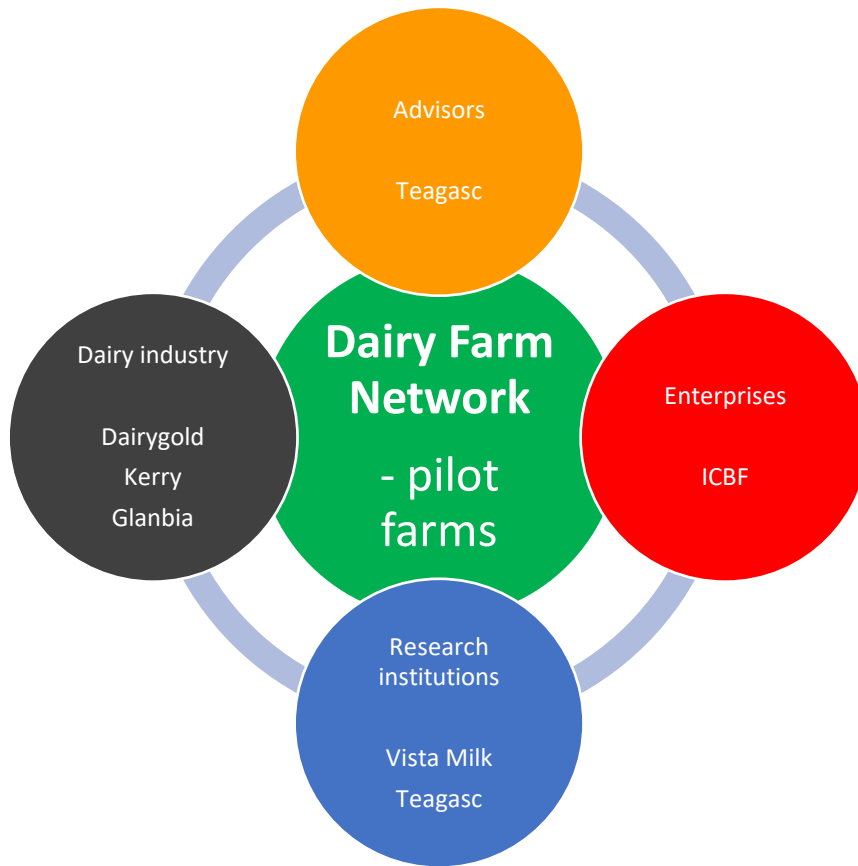 Advisors
Teagasc
Dairy industry
Dairygold
Kerry
Glanbia
Dairy Farm
Network
- pilot
farms
Enterprises
ICBF
Research
institutions
Vista Milk
Teagasc